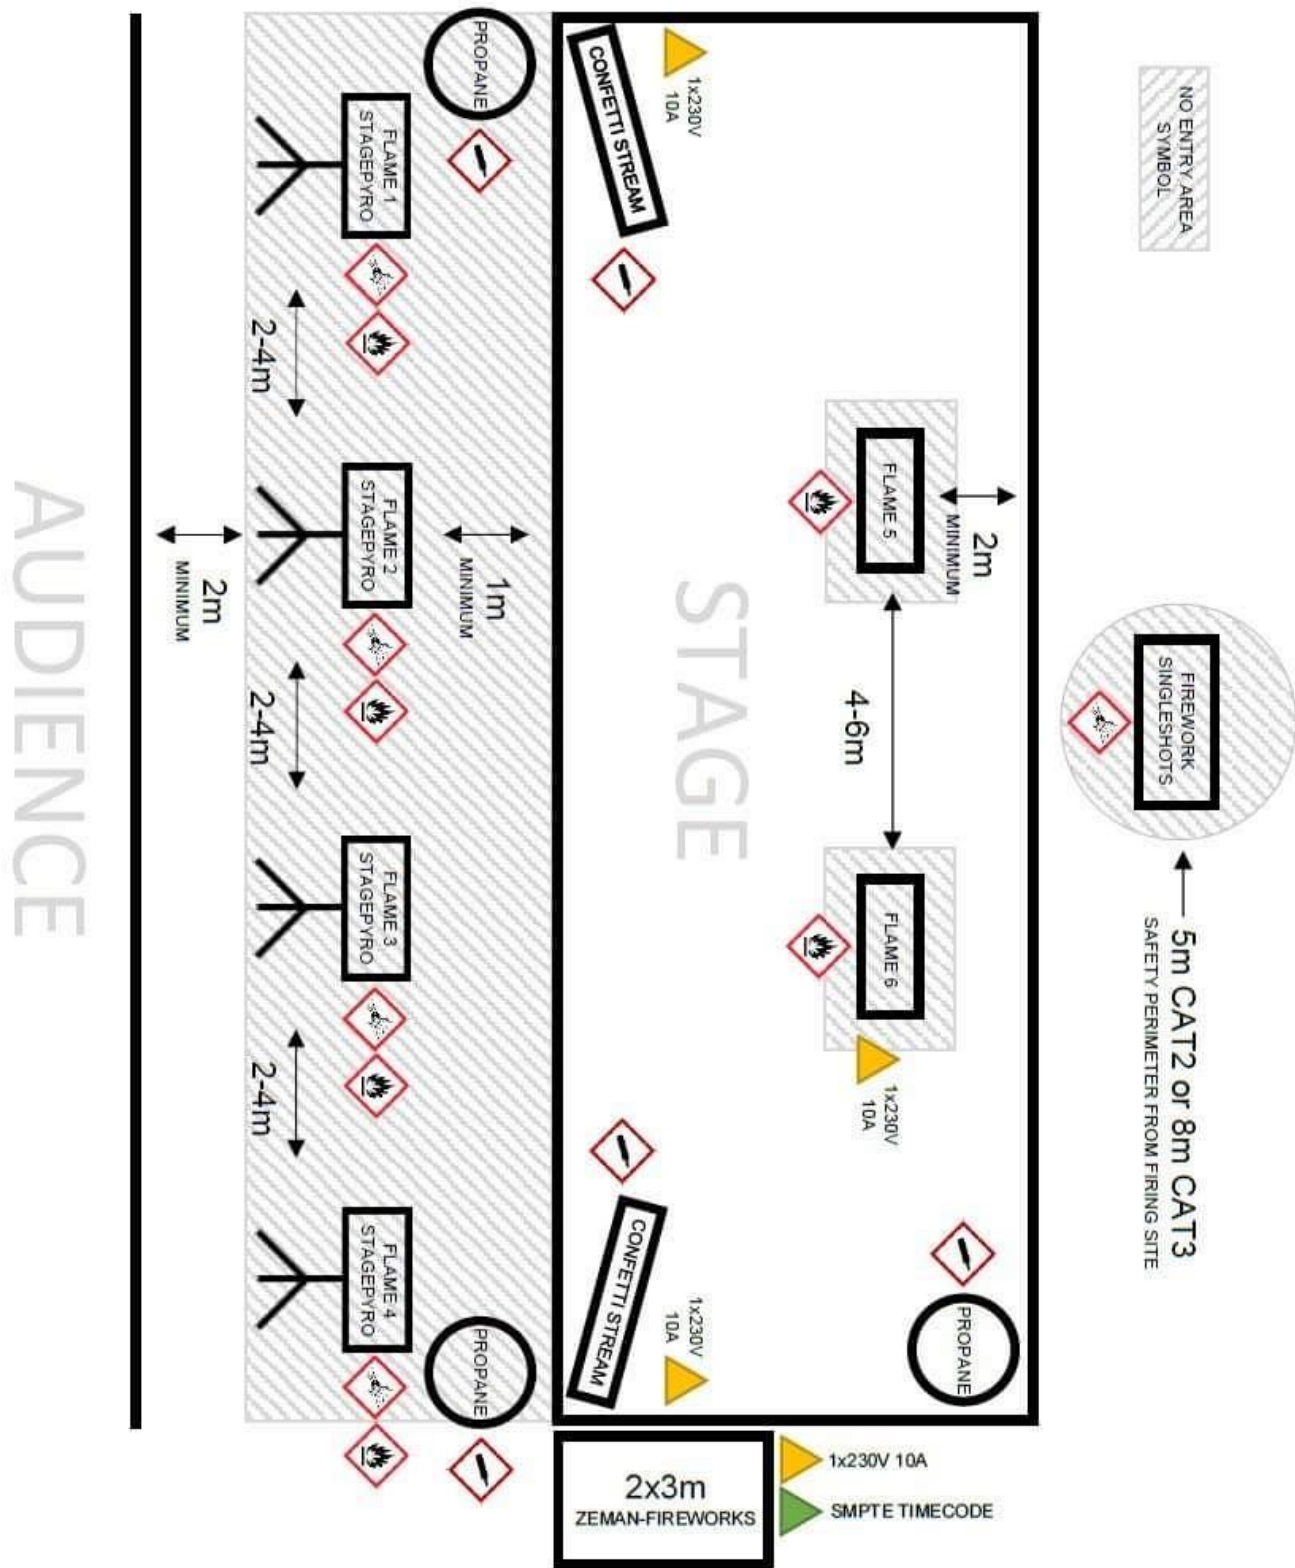 NO ENTRY AREA
SYMBOL
FIREWORK
SINGLESHOTS
5m CAT2 or 8m CAT3
SAFETY PERIMETER FROM FIRING SITE
2m
MINIMUM
FLAME 5
4-6m
FLAME 6
1x230V
10A
PROPANE
STAGE
1x230V
10A
CONFETTI STREAM
1x230V
10A
CONFETTI STREAM
PROPANE
1m
MINIMUM
PROPANE
FLAME 1
STAGEPYRO
FLAME 2
STAGEPYRO
FLAME 3
STAGEPYRO
FLAME 4
STAGEPYRO
2-4m
2-4m
2-4m
2m
MINIMUM
AUDIENCE
2x3m
ZEMAN-FIREWORKS
1x230V 10A
SMPTE TIMECODE